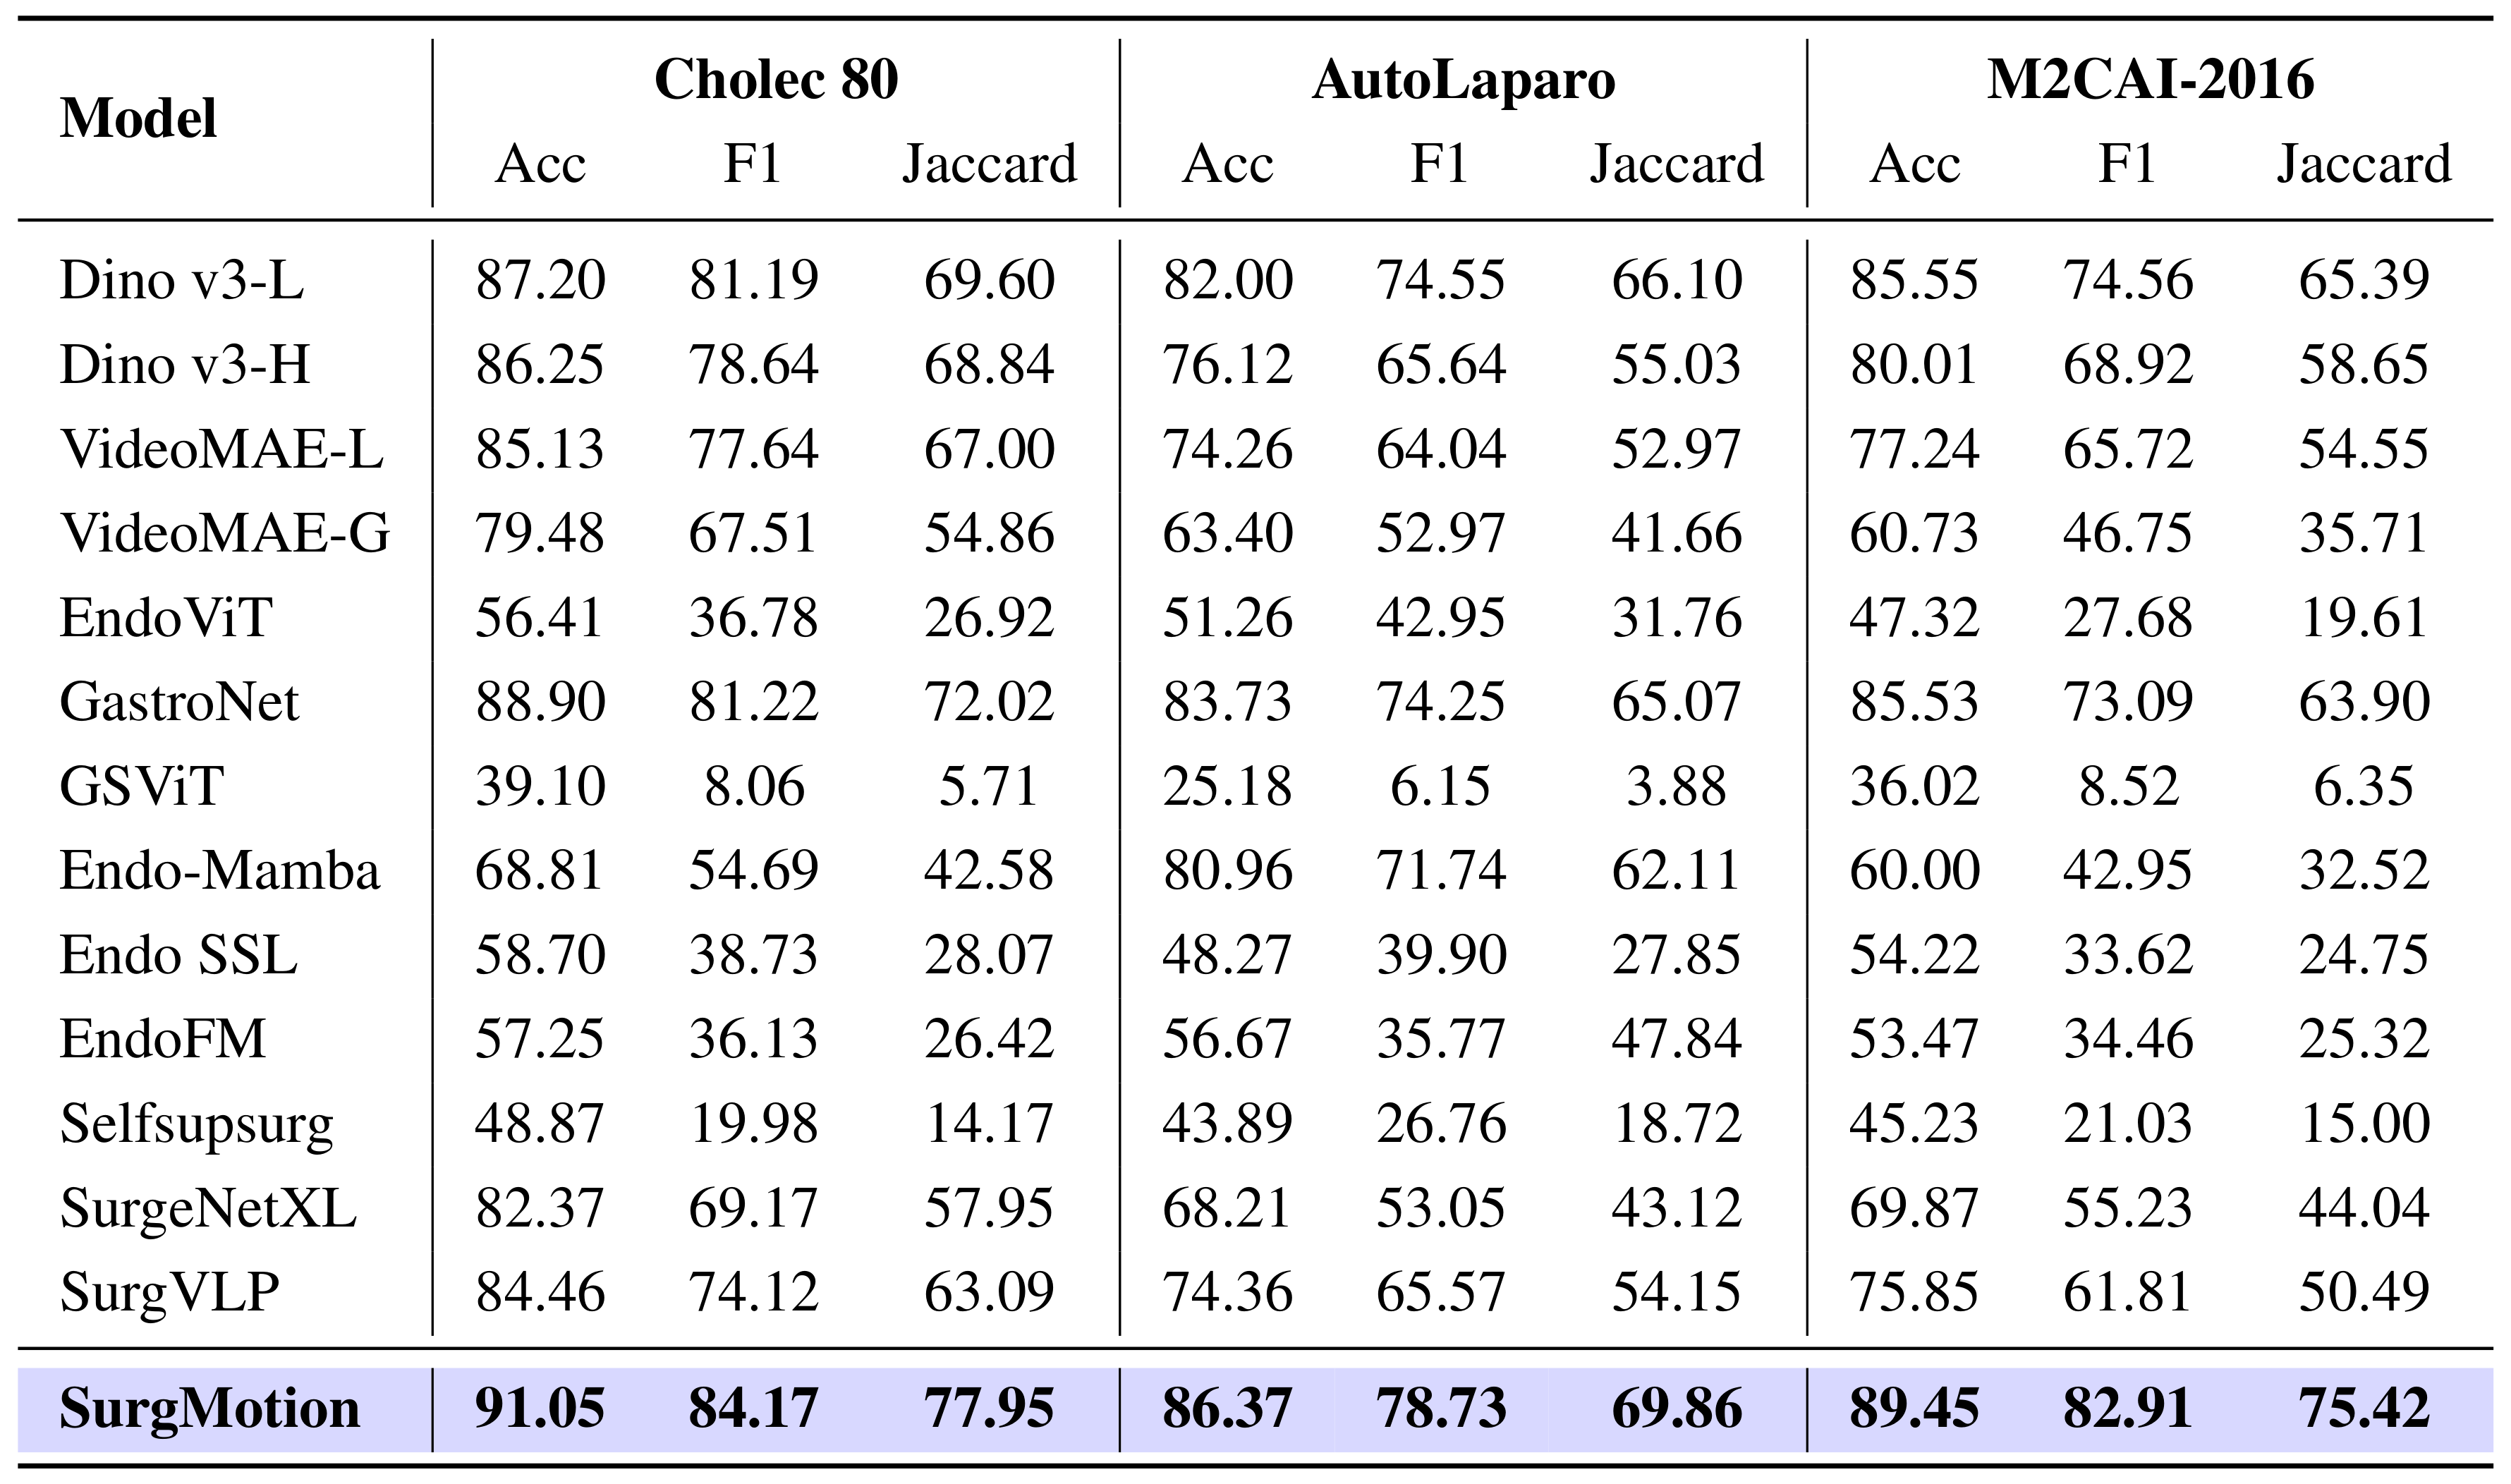 Model Cholec 80 AutoLaparo M2CAI-2016
Acc F1 Jaccard Acc F1 Jaccard Acc F1 Jaccard
Dino v3-L 87.20 81.19 69.60 82.00 74.55 66.10 85.55 74.56 65.39
Dino v3-H 86.25 78.64 68.84 76.12 65.64 55.03 80.01 68.92 58.65
VideoMAE-L 85.13 77.64 67.00 74.26 64.04 52.97 77.24 65.72 54.55
VideoMAE-G 79.48 67.51 54.86 63.40 52.97 41.66 60.73 46.75 35.71
EndoViT 56.41 36.78 26.92 51.26 42.95 31.76 47.32 27.68 19.61
GastroNet 88.90 81.22 72.02 83.73 74.25 65.07 85.53 73.09 63.90
GSViT 39.10 8.06 5.71 25.18 6.15 3.88 36.02 8.52 6.35
Endo-Mamba 68.81 54.69 42.58 80.96 71.74 62.11 60.00 42.95 32.52
Endo SSL 58.70 38.73 28.07 48.27 39.90 27.85 54.22 33.62 24.75
EndoFM 57.25 36.13 26.42 56.67 35.77 47.84 53.47 34.46 25.32
Selfsupsurg 48.87 19.98 14.17 43.89 26.76 18.72 45.23 21.03 15.00
SurgeNetXL 82.37 69.17 57.95 68.21 53.05 43.12 69.87 55.23 44.04
SurgVLP 84.46 74.12 63.09 74.36 65.57 54.15 75.85 61.81 50.49
SurgMotion 91.05 84.17 77.95 86.37 78.73 69.86 89.45 82.91 75.42